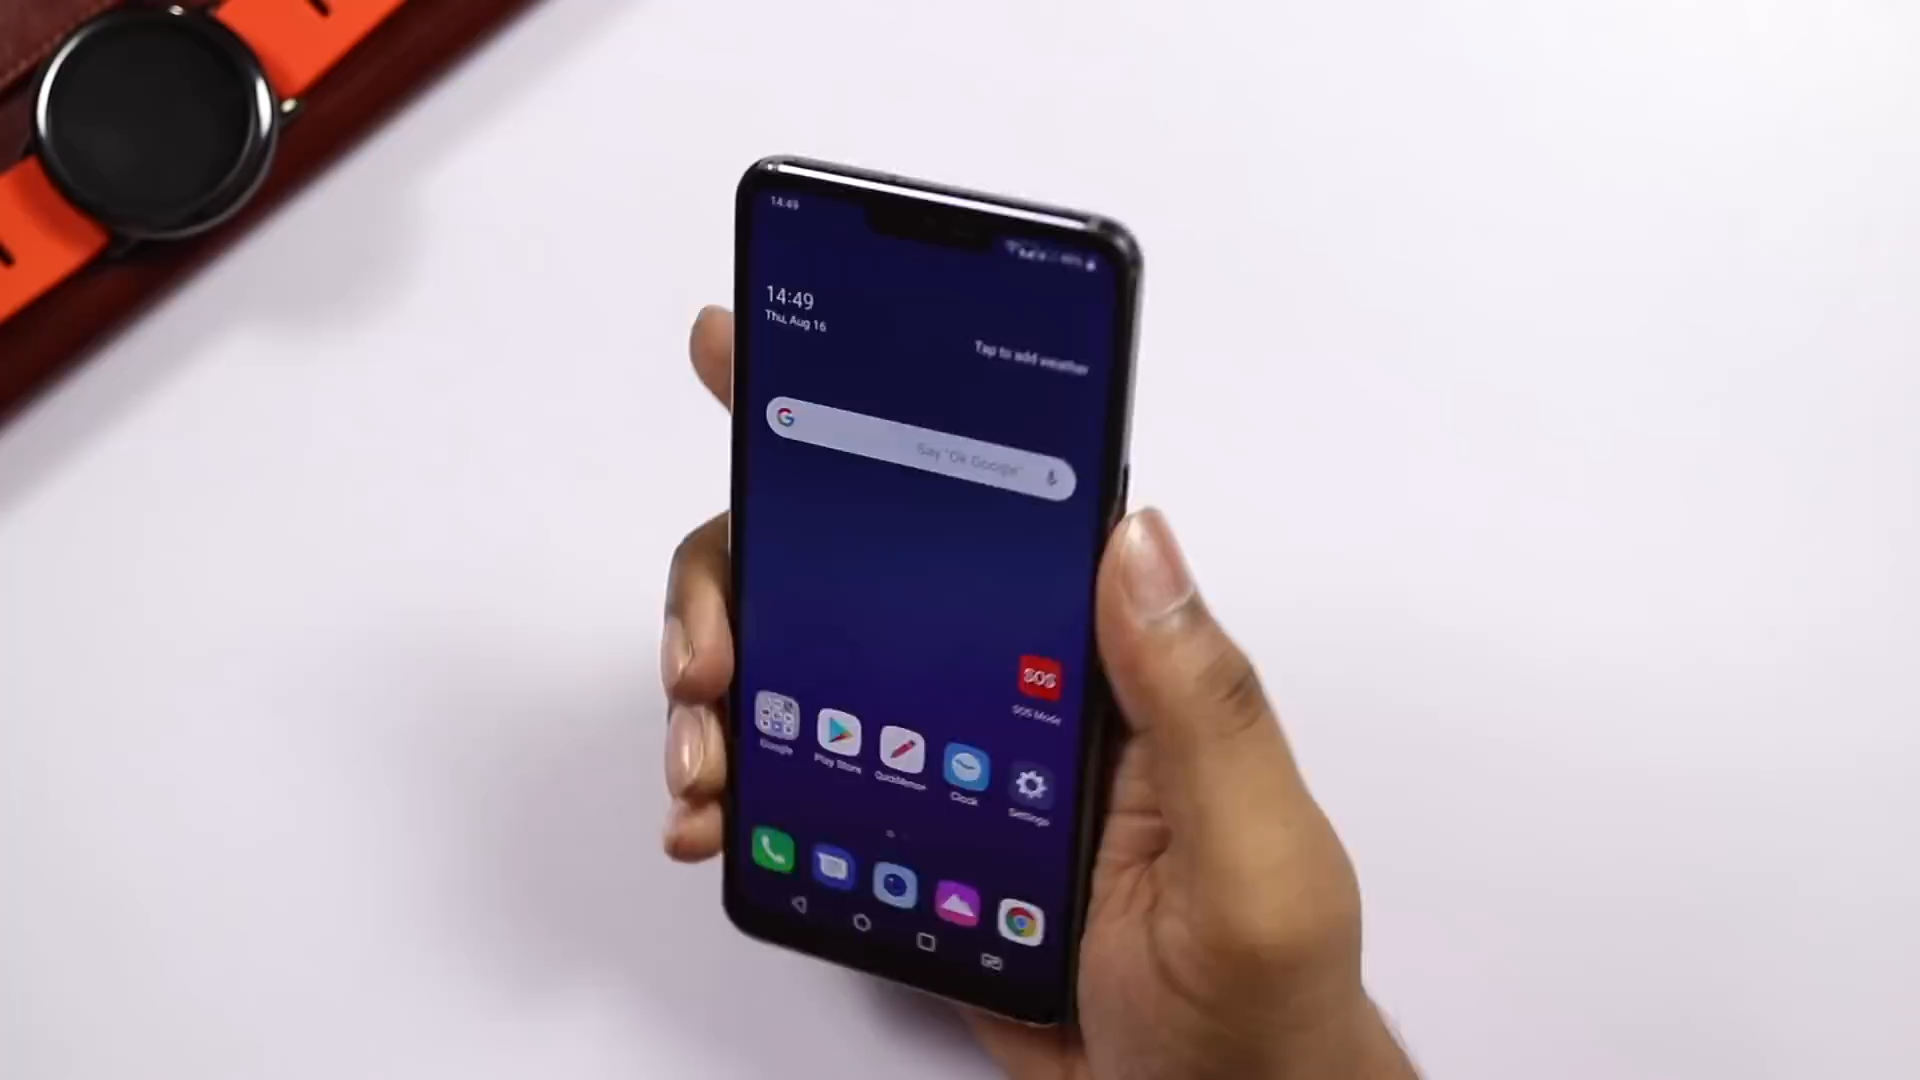 14:49
14:49
Thu, Aug 16
Tap to add weather
G
Say "Ok Google"
SOS
SOS Mode
Google
Play Store
QuickMemo+
Clock
Settings